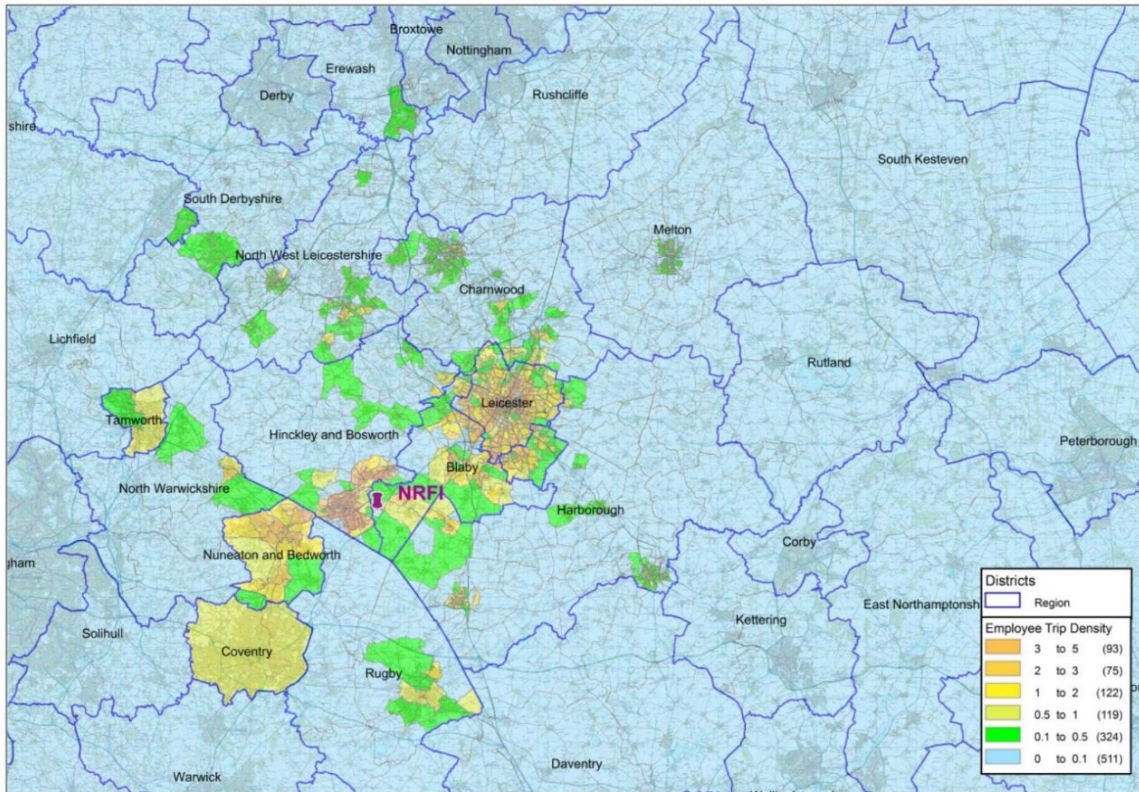 Broxtowe
Nottingham
Erewash
Derby
Rushcliffe
shire
South Kesteven
South Derbyshire
Melton
North West Leicestershire
Charnwood
Lichfield
Rutland
Leicester
Tamworth
Hinckley and Bosworth
Peterborough
Blaby
North Warwickshire
NRFI
Harborough
Corby
Nuneaton and Bedworth
gham
East Northamptonsh
Kettering
Solihull
Coventry
Rugby
Daventry
Warwick
Districts
Region
Employee Trip Density
3 to 5 (93)
2 to 3 (75)
1 to 2 (122)
0.5 to 1 (119)
0.1 to 0.5 (324)
0 to 0.1 (511)